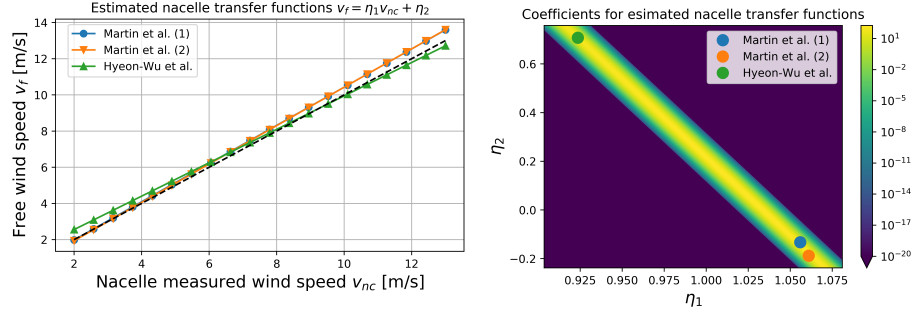 Estimated nacelle transfer functions v_f = η_1 v_nc + η_2
14
12
10
8
6
4
2
Free wind speed v_f [m/s]
Martin et al. (1)
Martin et al. (2)
Hyeon-Wu et al.
2 4 6 8 10 12
Nacelle measured wind speed v_nc [m/s]
Coefficients for esimated nacelle transfer functions
0.6
0.4
0.2
0.0
−0.2
η_2
Martin et al. (1)
Martin et al. (2)
Hyeon-Wu et al.
0.925 0.950 0.975 1.000 1.025 1.050 1.075
η_1
10^1
10^−2
10^−5
10^−8
10^−11
10^−14
10^−17
10^−20